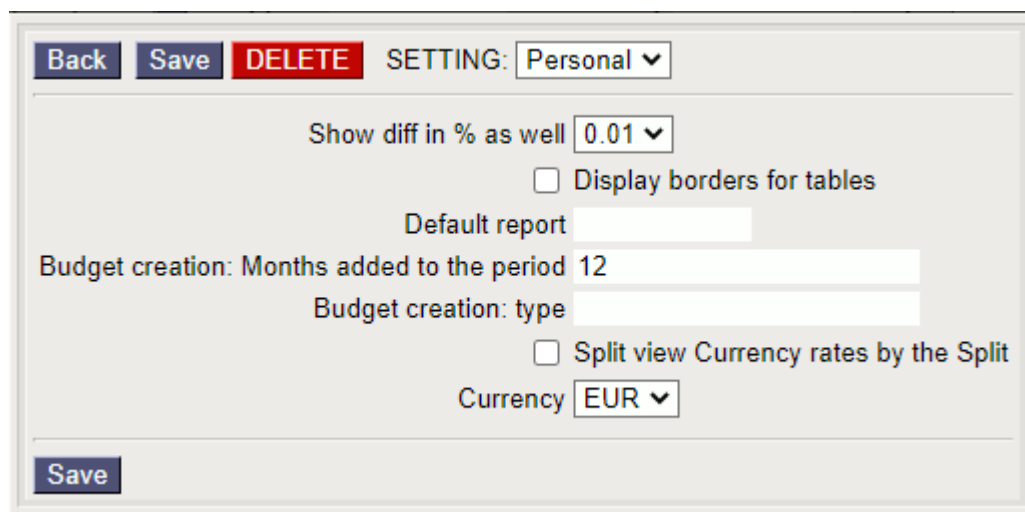 Back Save DELETE SETTING: Personal
Show diff in % as well 0.01
Display borders for tables
Default report
Budget creation: Months added to the period 12
Budget creation: type
Split view Currency rates by the Split
Currency EUR
Save